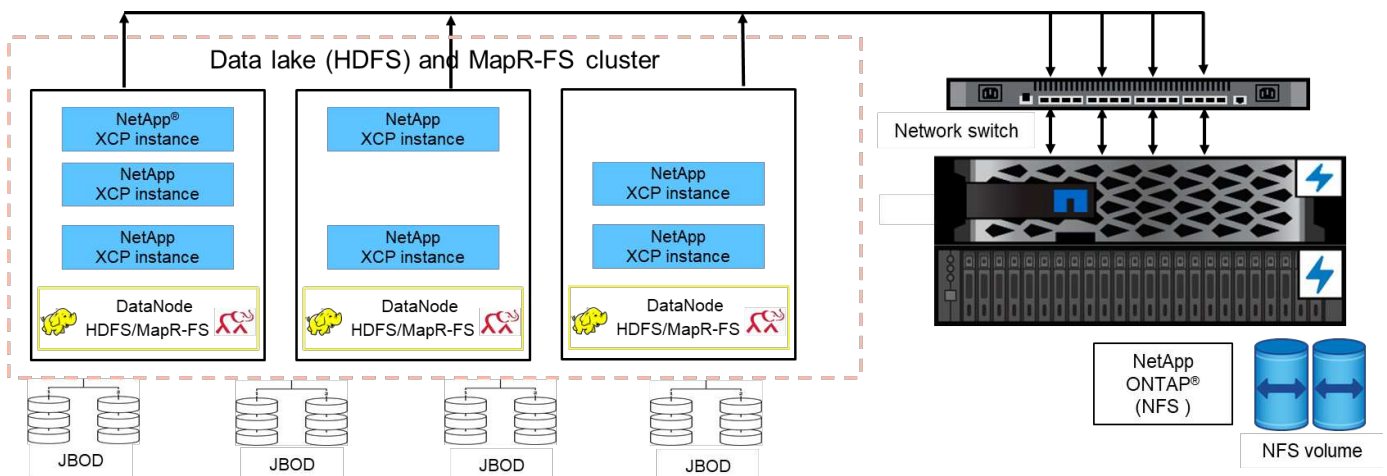 Data lake (HDFS) and MapR-FS cluster
NetApp®
XCP instance
NetApp
XCP instance
NetApp
XCP instance
DataNode
HDFS/MapR-FS
NetApp
XCP instance
NetApp
XCP instance
DataNode
HDFS/MapR-FS
NetApp
XCP instance
NetApp
XCP instance
DataNode
HDFS/MapR-FS
JBOD
JBOD
JBOD
JBOD
Network switch
NetApp
ONTAP®
(NFS )
NFS volume